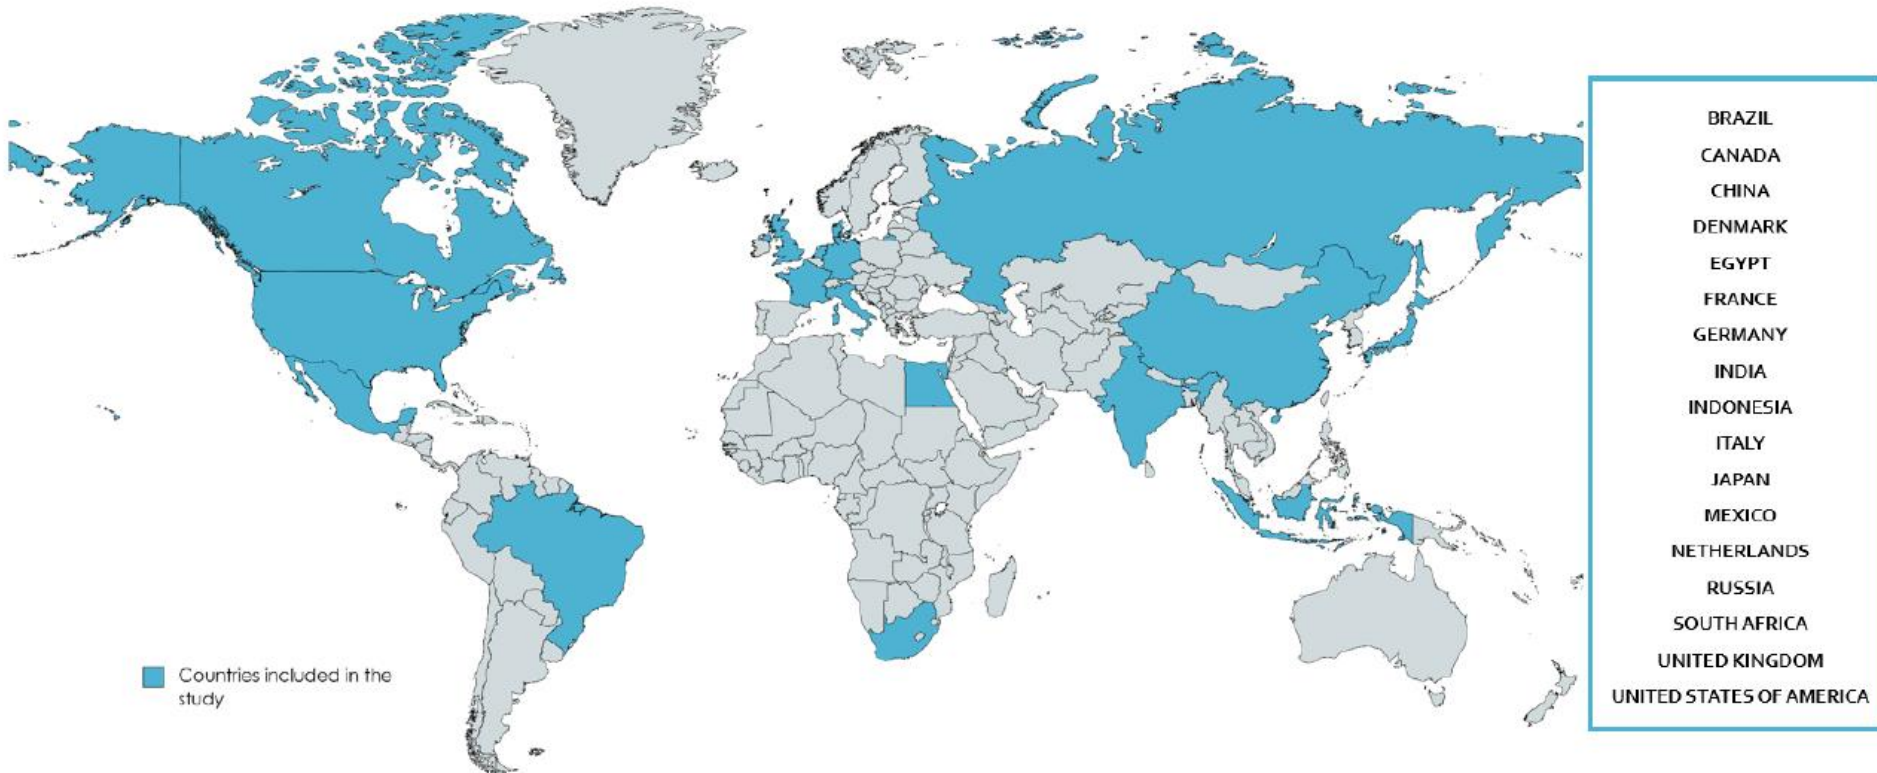 BRAZIL
CANADA
CHINA
DENMARK
EGYPT
FRANCE
GERMANY
INDIA
INDONESIA
ITALY
JAPAN
MEXICO
NETHERLANDS
RUSSIA
SOUTH AFRICA
UNITED KINGDOM
UNITED STATES OF AMERICA
Countries included in the
study